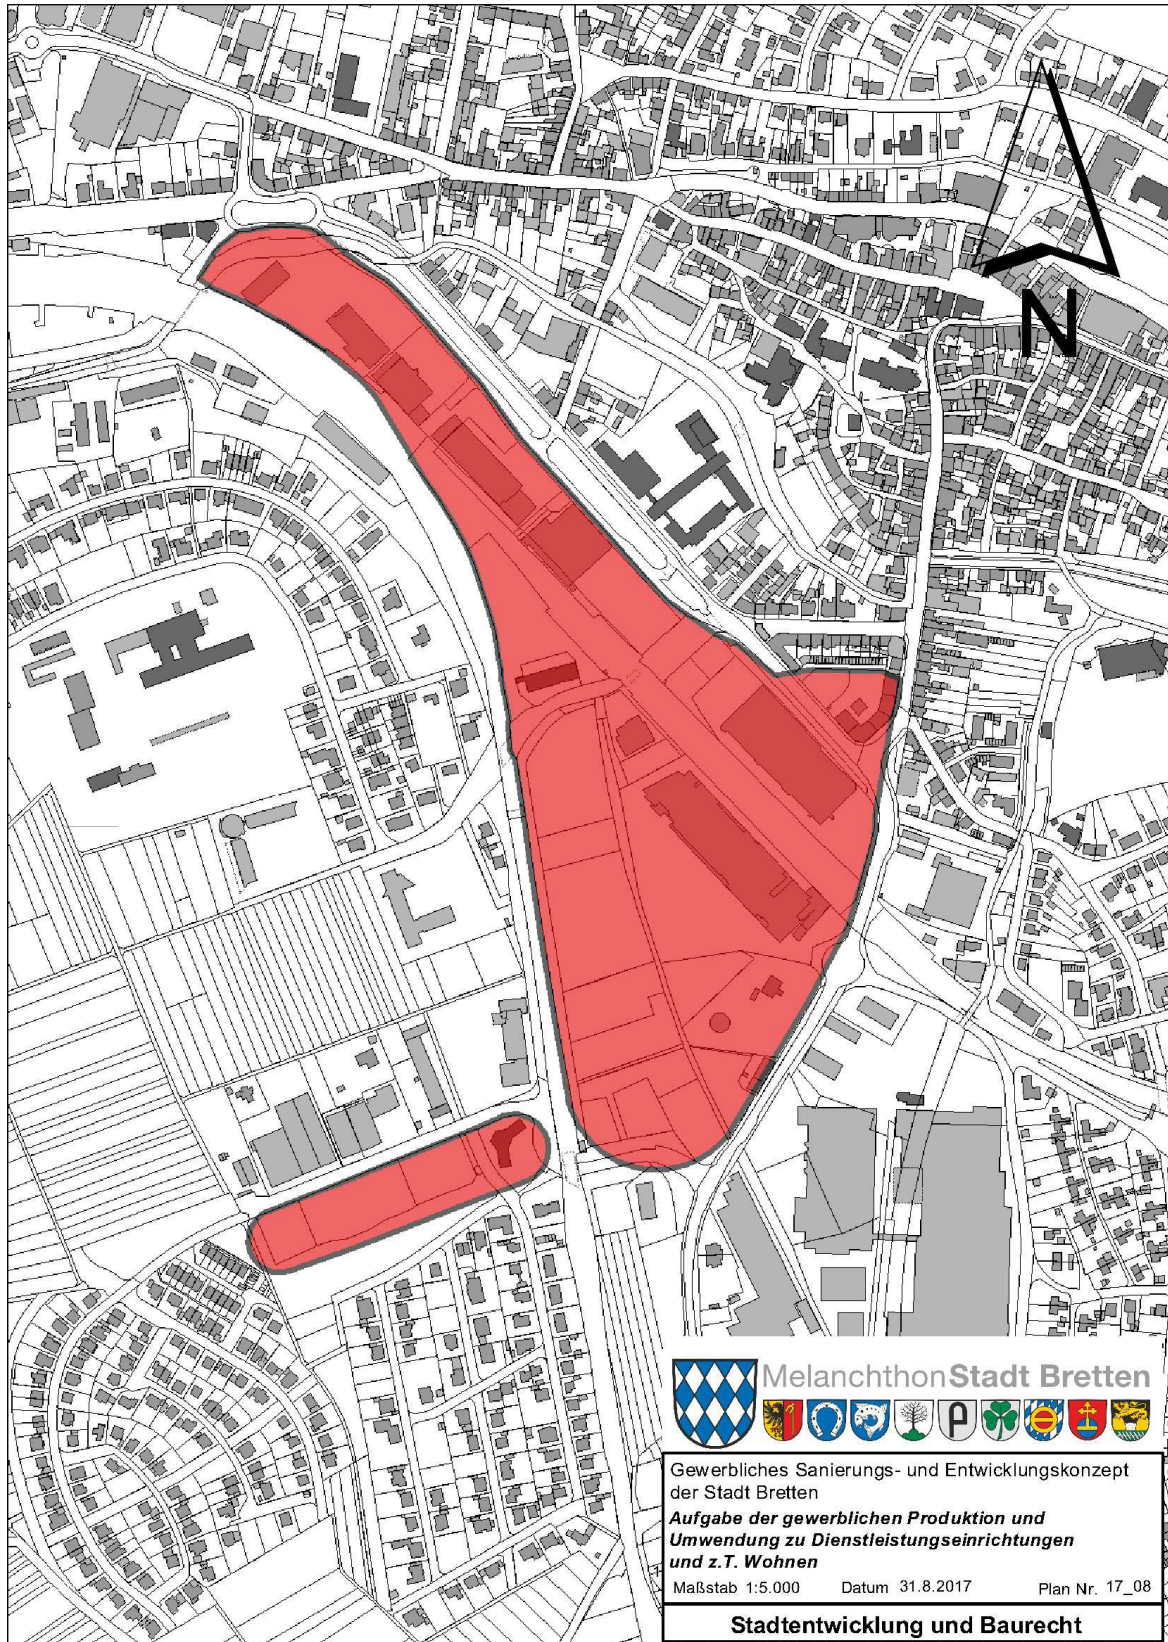 N
MelanchthonStadt Bretten
Gewerbliches Sanierungs- und Entwicklungskonzept
der Stadt Bretten
Aufgabe der gewerblichen Produktion und
Umwendung zu Dienstleistungseinrichtungen
und z.T. Wohnen
Maßstab 1:5.000 Datum 31.8.2017 Plan Nr. 17_08
Stadtentwicklung und Baurecht